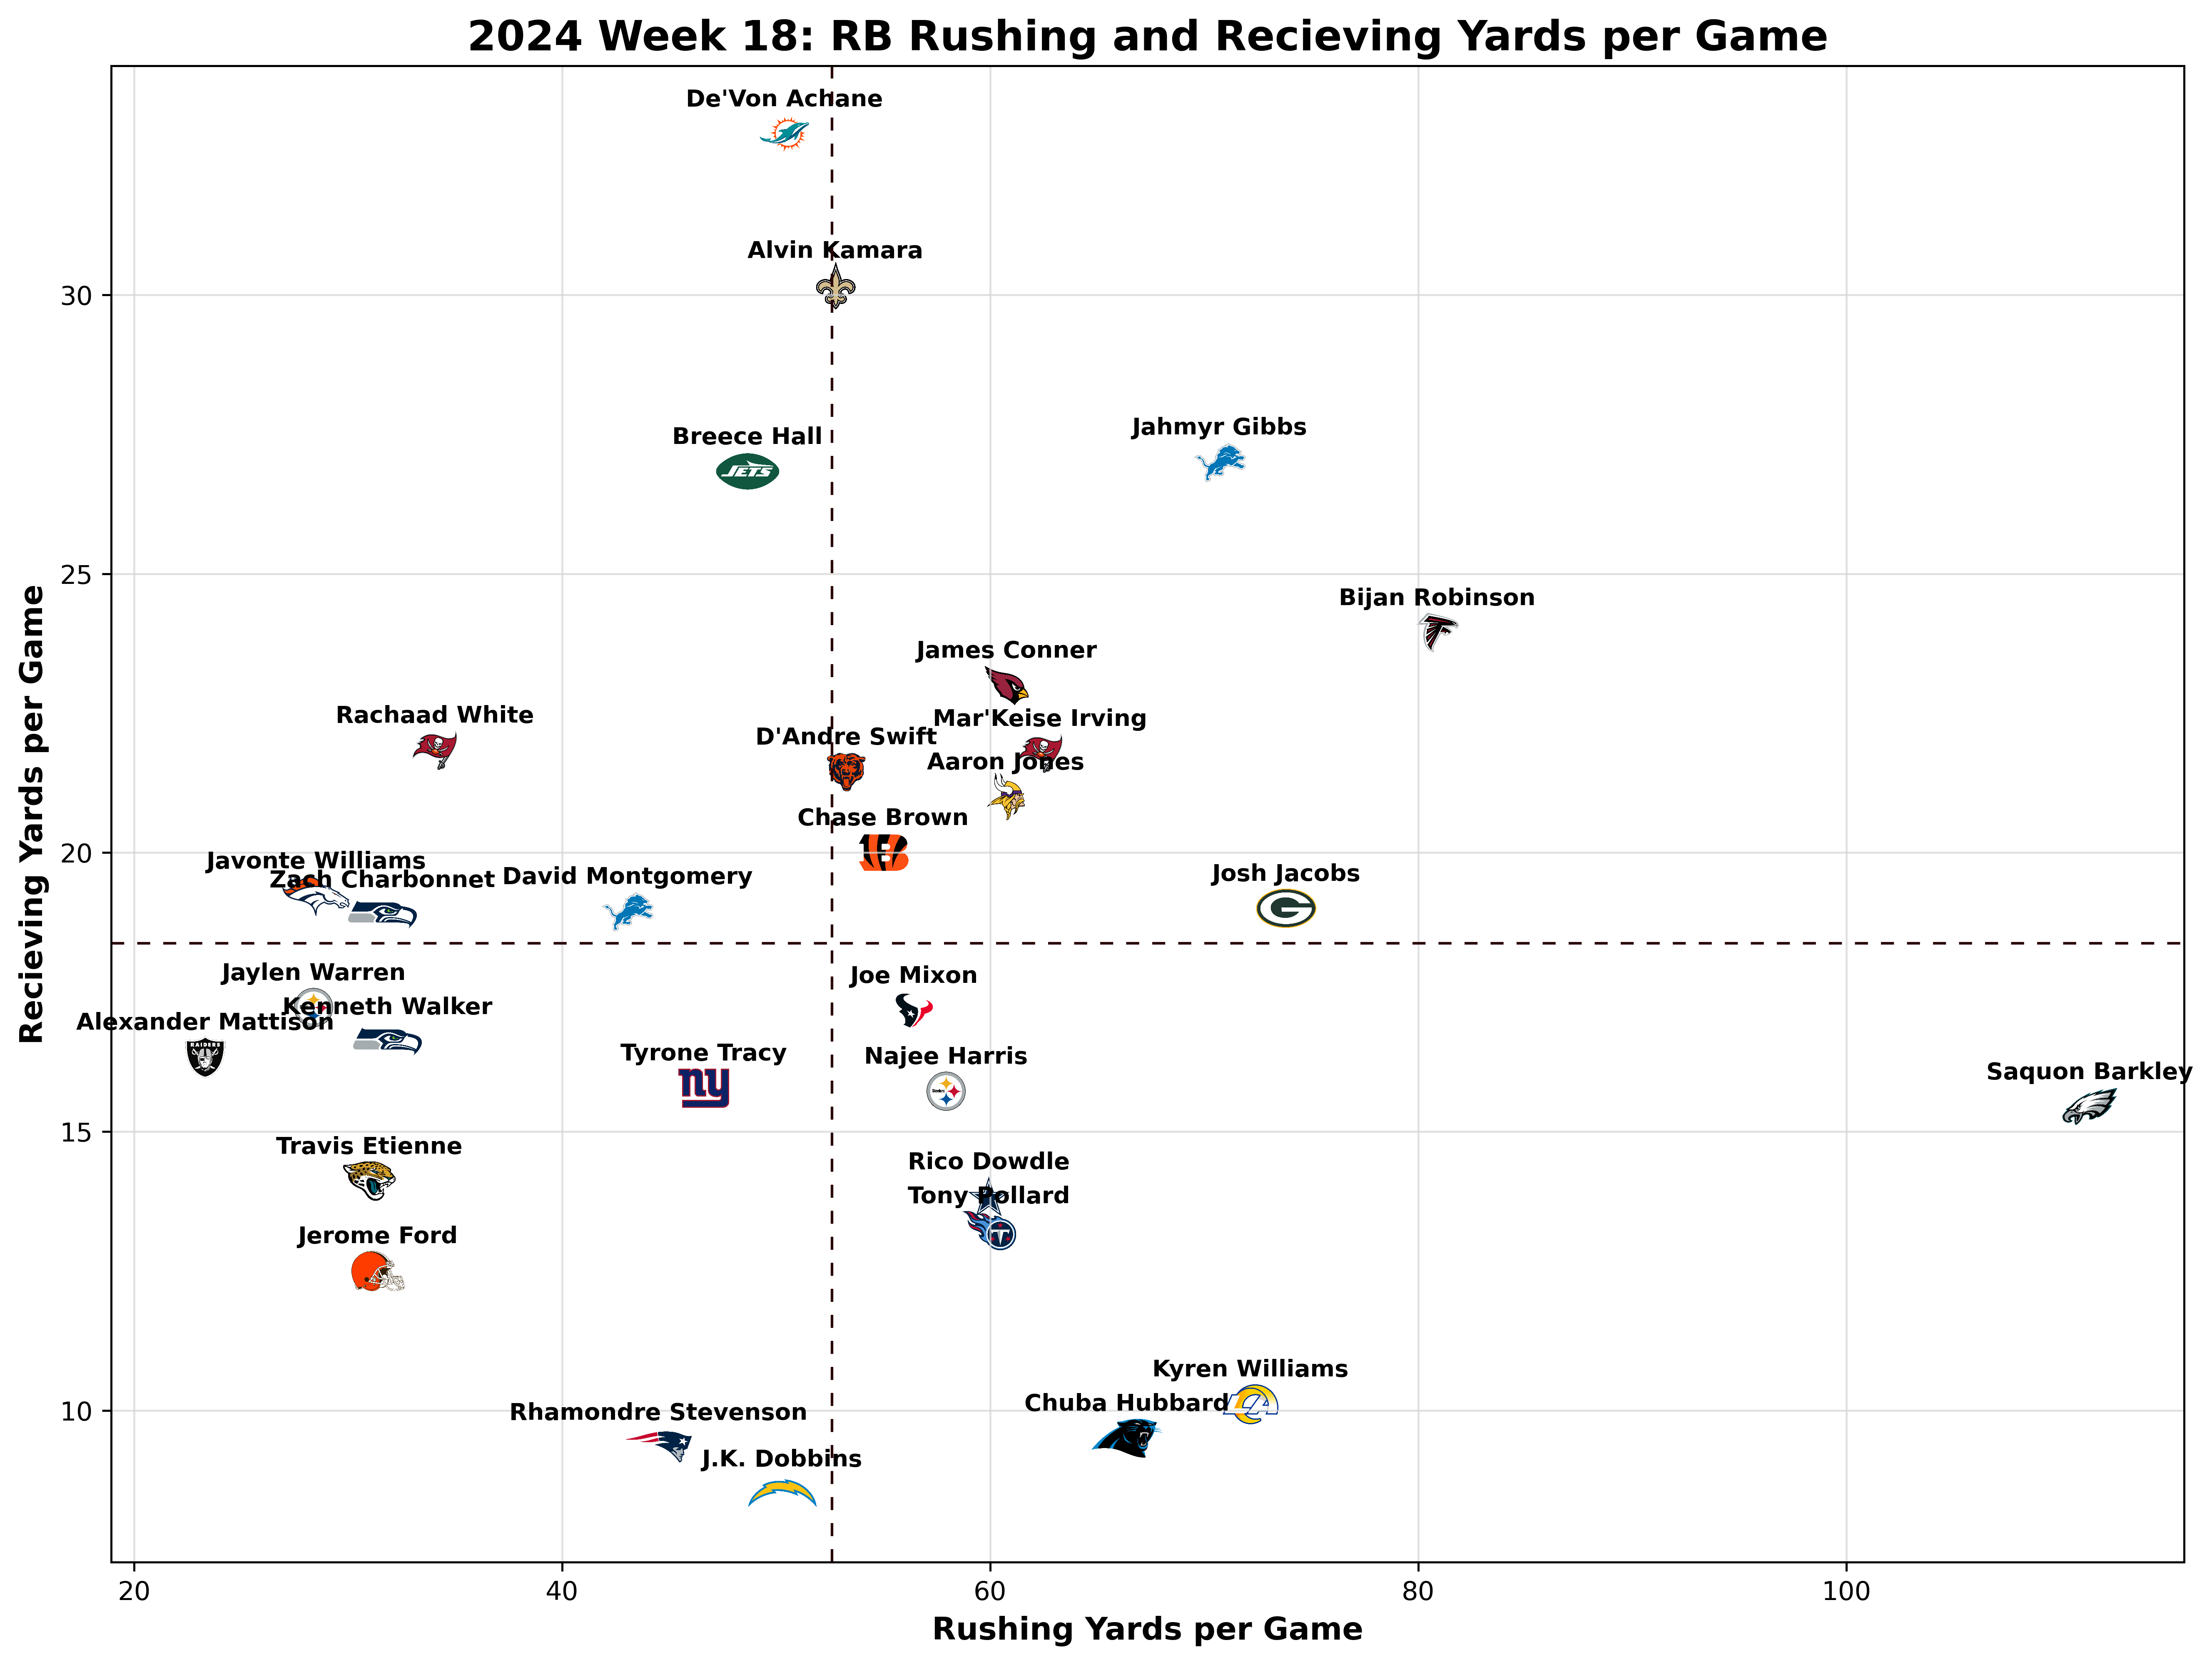 2024 Week 18: RB Rushing and Recieving Yards per Game
De'Von Achane
Alvin Kamara
30
Breece Hall
JETS
Jahmyr Gibbs
25
Bijan Robinson
James Conner
Rachaad White
Mar'Keise Irving
D'Andre Swift
Aaron Jones
Chase Brown
20
Javonte Williams
Zach Charbonnet
David Montgomery
Josh Jacobs
G
Jaylen Warren
Joe Mixon
Kenneth Walker
Alexander Mattison
RAIDERS
Tyrone Tracy
ny
Najee Harris
Saquon Barkley
15
Travis Etienne
Rico Dowdle
Tony Pollard
T
Jerome Ford
Kyren Williams
LA
Chuba Hubbard
10
Rhamondre Stevenson
J.K. Dobbins
20 40 60 80 100
Rushing Yards per Game
Recieving Yards per Game